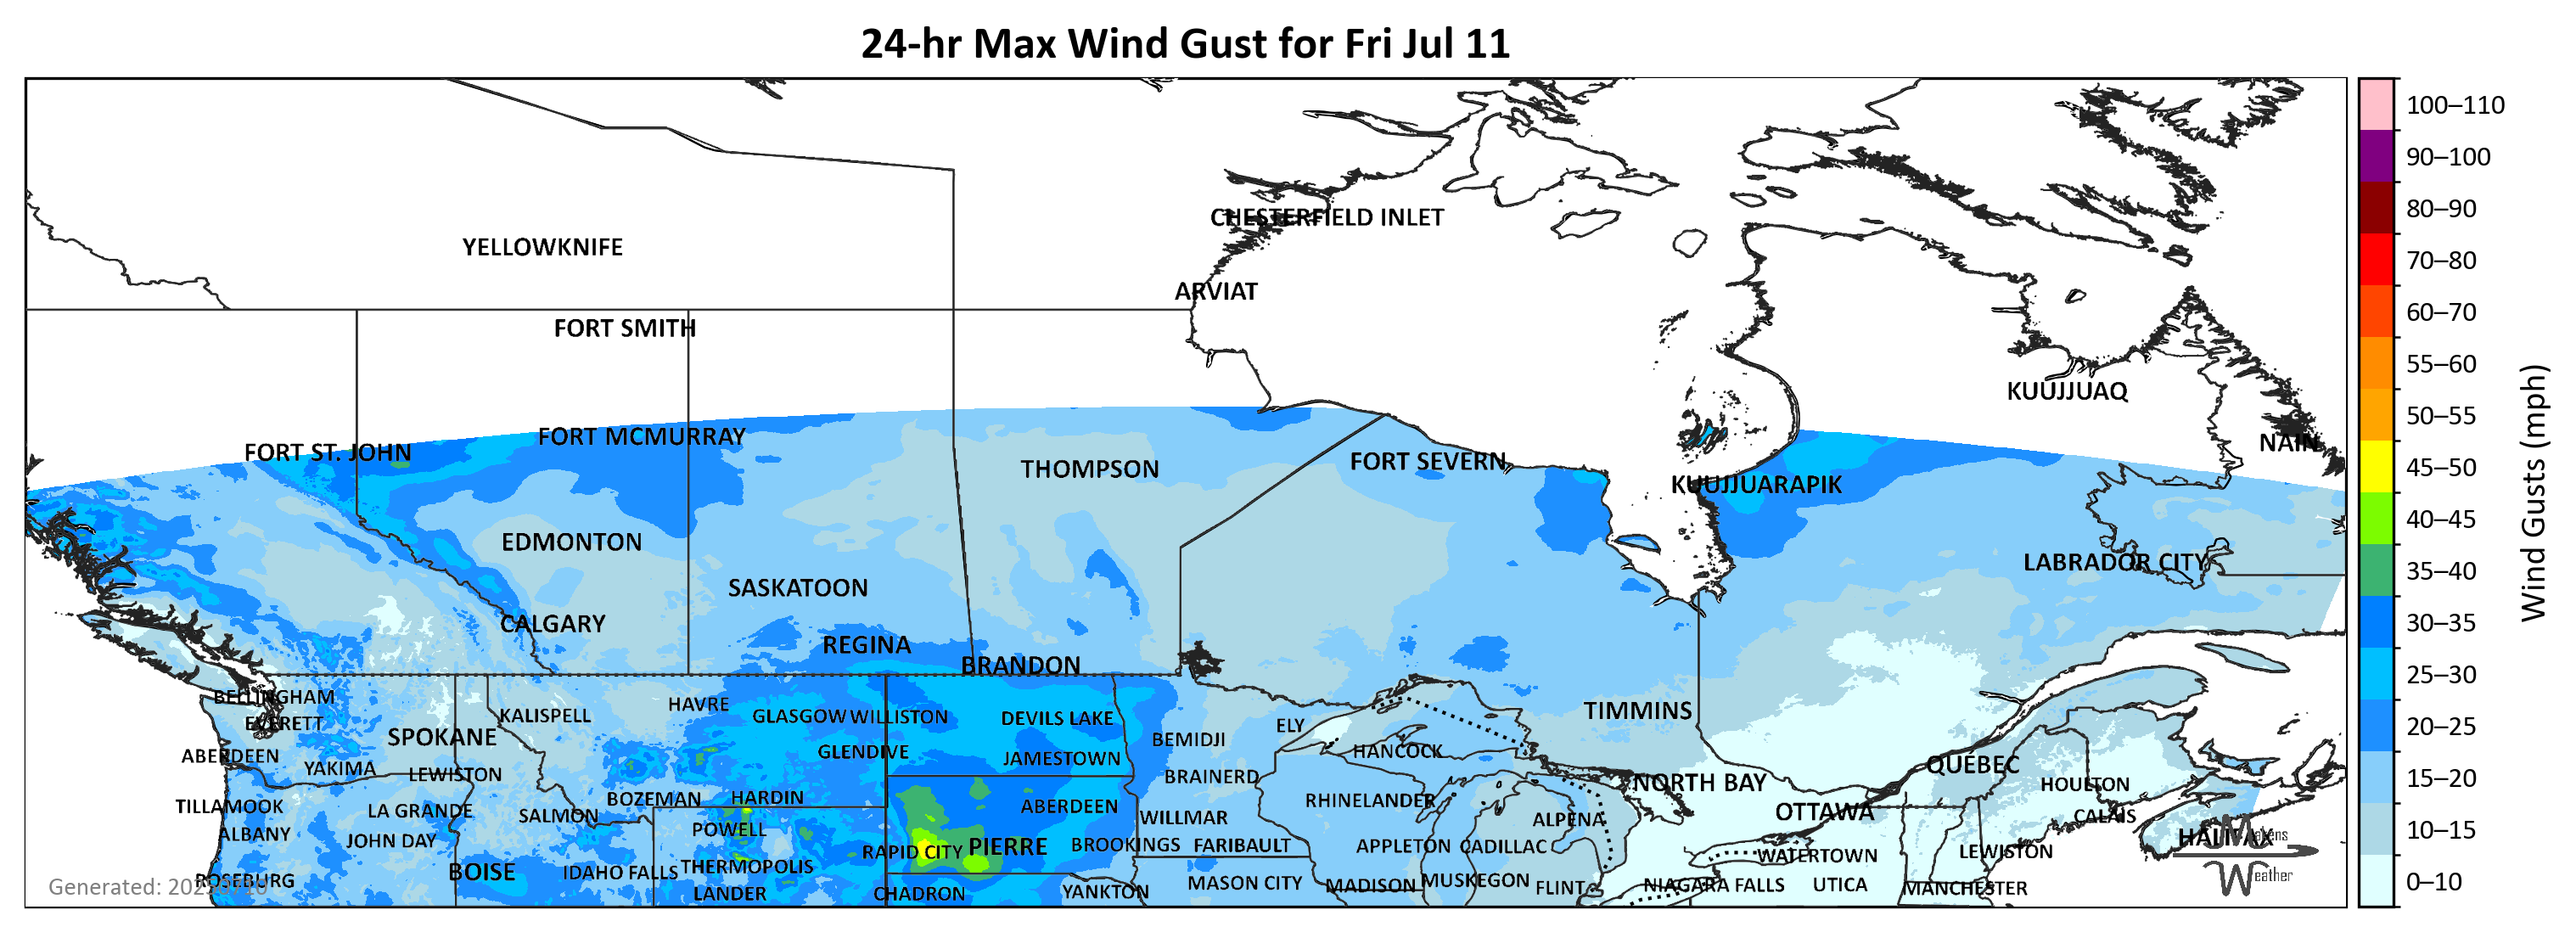 24-hr Max Wind Gust for Fri Jul 11
100–110
90–100
80–90
70–80
60–70
55–60
50–55
45–50
40–45
35–40
30–35
25–30
20–25
15–20
10–15
0–10
Wind Gusts (mph)
CHESTERFIELD INLET
YELLOWKNIFE
ARVIAT
FORT SMITH
KUUJJUAQ
FORT MCMURRAY
NAIN
FORT ST. JOHN
FORT SEVERN
THOMPSON
KUUJJUARAPIK
EDMONTON
LABRADOR CITY
SASKATOON
CALGARY
REGINA
BRANDON
BELLINGHAM
HAVRE
TIMMINS
KALISPELL
GLASGOW
WILLISTON
DEVILS LAKE
EVERETT
ELY
SPOKANE
BEMIDJI
HANCOCK
GLENDIVE
ABERDEEN
JAMESTOWN
QUÉBEC
YAKIMA
LEWISTON
BRAINERD
NORTH BAY
HOULTON
BOZEMAN
HARDIN
RHINELANDER
TILLAMOOK
ABERDEEN
LA GRANDE
OTTAWA
SALMON
CALAIS
WILLMAR
ALPENA
POWELL
ALBANY
HALIFAX
JOHN DAY
BROOKINGS
FARIBAULT
APPLETON
CADILLAC
PIERRE
RAPID CITY
LEWISTON
WATERTOWN
THERMOPOLIS
BOISE
IDAHO FALLS
ROSEBURG
MASON CITY
MADISON
MUSKEGON
FLINT
NIAGARA FALLS
UTICA
MANCHESTER
LANDER
CHADRON
YANKTON
Makens
Weather
Generated: